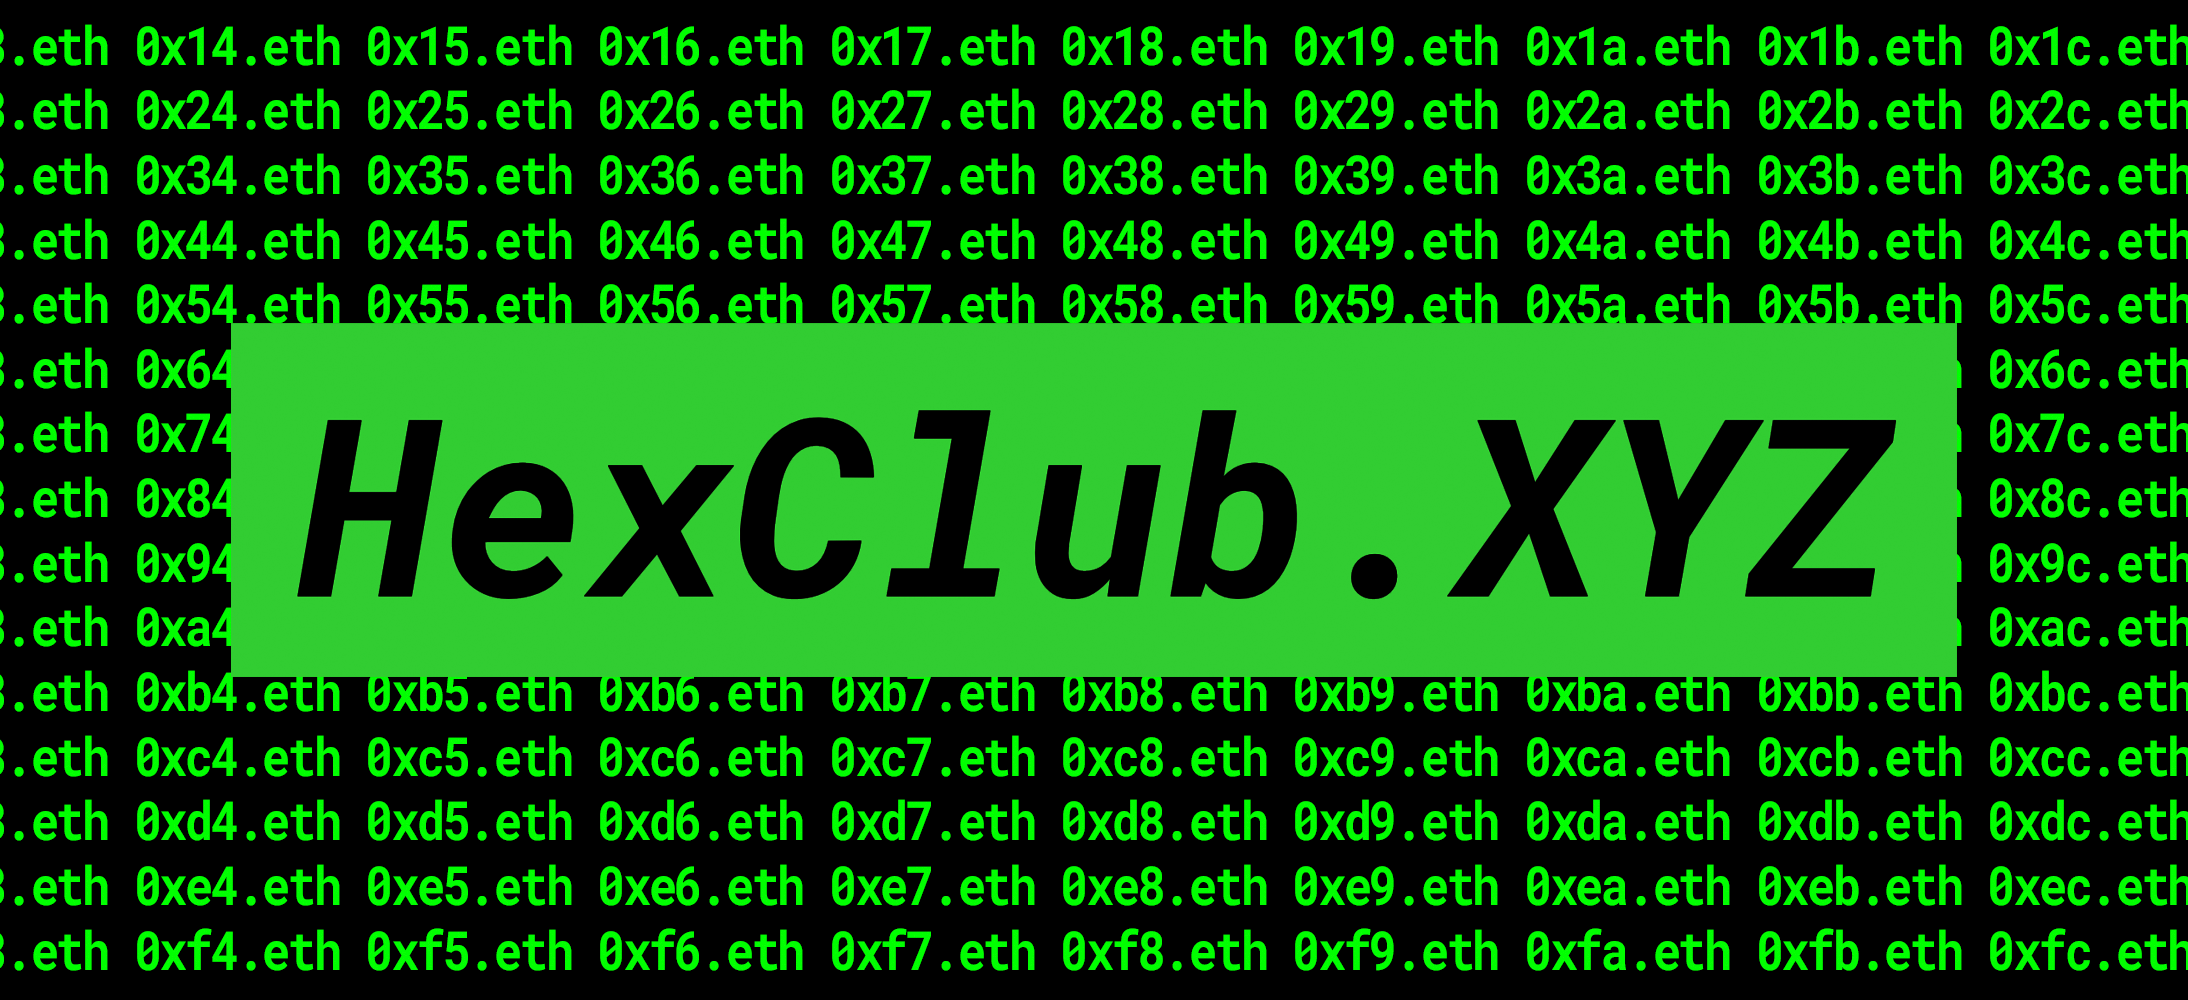 .eth 0x14.eth 0x15.eth 0x16.eth 0x17.eth 0x18.eth 0x19.eth 0x1a.eth 0x1b.eth 0x1c.eth
.eth 0x24.eth 0x25.eth 0x26.eth 0x27.eth 0x28.eth 0x29.eth 0x2a.eth 0x2b.eth 0x2c.eth
.eth 0x34.eth 0x35.eth 0x36.eth 0x37.eth 0x38.eth 0x39.eth 0x3a.eth 0x3b.eth 0x3c.eth
.eth 0x44.eth 0x45.eth 0x46.eth 0x47.eth 0x48.eth 0x49.eth 0x4a.eth 0x4b.eth 0x4c.eth
.eth 0x54.eth 0x55.eth 0x56.eth 0x57.eth 0x58.eth 0x59.eth 0x5a.eth 0x5b.eth 0x5c.eth
.eth 0x64 0x6c.eth
.eth 0x74 0x7c.eth
.eth 0x84 0x8c.eth
.eth 0x94 0x9c.eth
.eth 0xa4 0xac.eth
HexClub.XYZ
.eth 0xb4.eth 0xb5.eth 0xb6.eth 0xb7.eth 0xb8.eth 0xb9.eth 0xba.eth 0xbb.eth 0xbc.eth
.eth 0xc4.eth 0xc5.eth 0xc6.eth 0xc7.eth 0xc8.eth 0xc9.eth 0xca.eth 0xcb.eth 0xcc.eth
.eth 0xd4.eth 0xd5.eth 0xd6.eth 0xd7.eth 0xd8.eth 0xd9.eth 0xda.eth 0xdb.eth 0xdc.eth
.eth 0xe4.eth 0xe5.eth 0xe6.eth 0xe7.eth 0xe8.eth 0xe9.eth 0xea.eth 0xeb.eth 0xec.eth
.eth 0xf4.eth 0xf5.eth 0xf6.eth 0xf7.eth 0xf8.eth 0xf9.eth 0xfa.eth 0xfb.eth 0xfc.eth